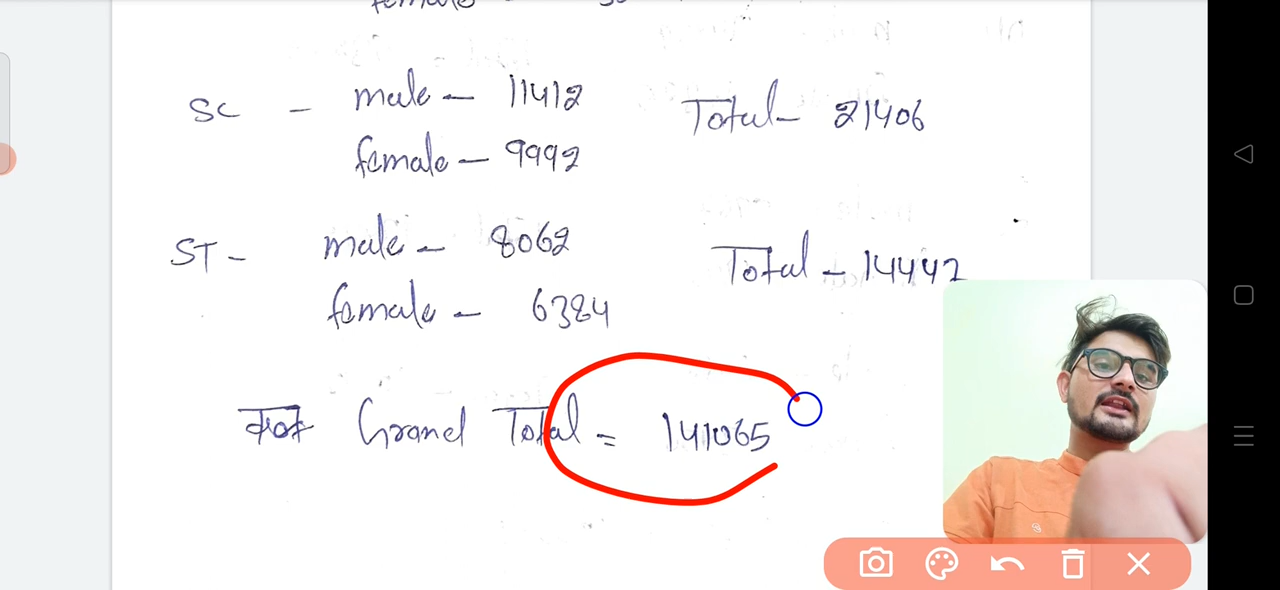 SC - male - 11412 Total - 21406
female - 9992
ST - male - 8062 Total - 14442
female - 6384
Grand Total = 141065